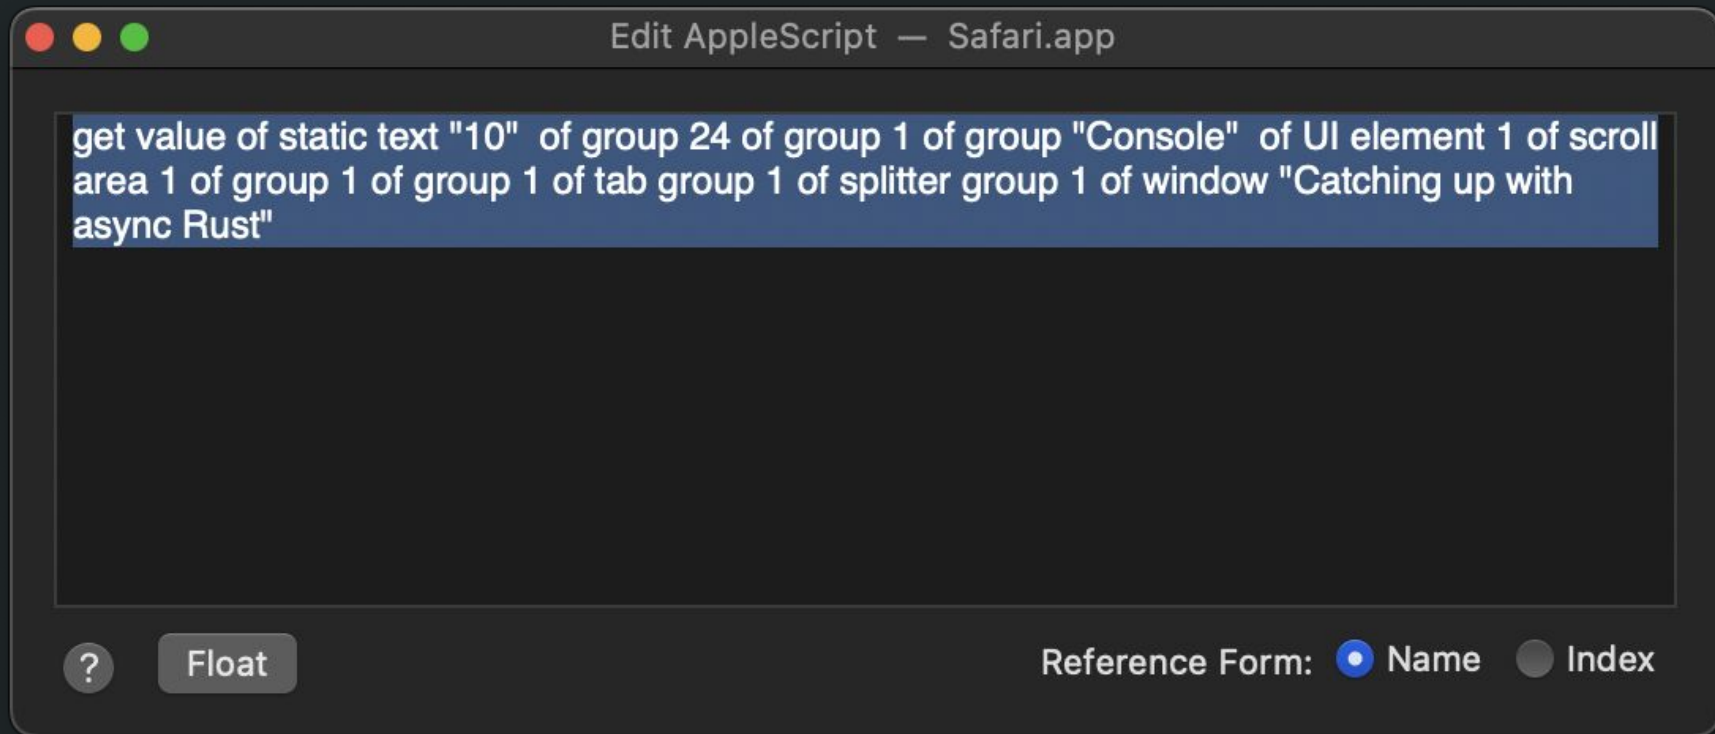 Edit AppleScript — Safari.app
get value of static text "10"  of group 24 of group 1 of group "Console"  of UI element 1 of scroll
area 1 of group 1 of group 1 of tab group 1 of splitter group 1 of window "Catching up with
async Rust"
? Float Reference Form: Name Index